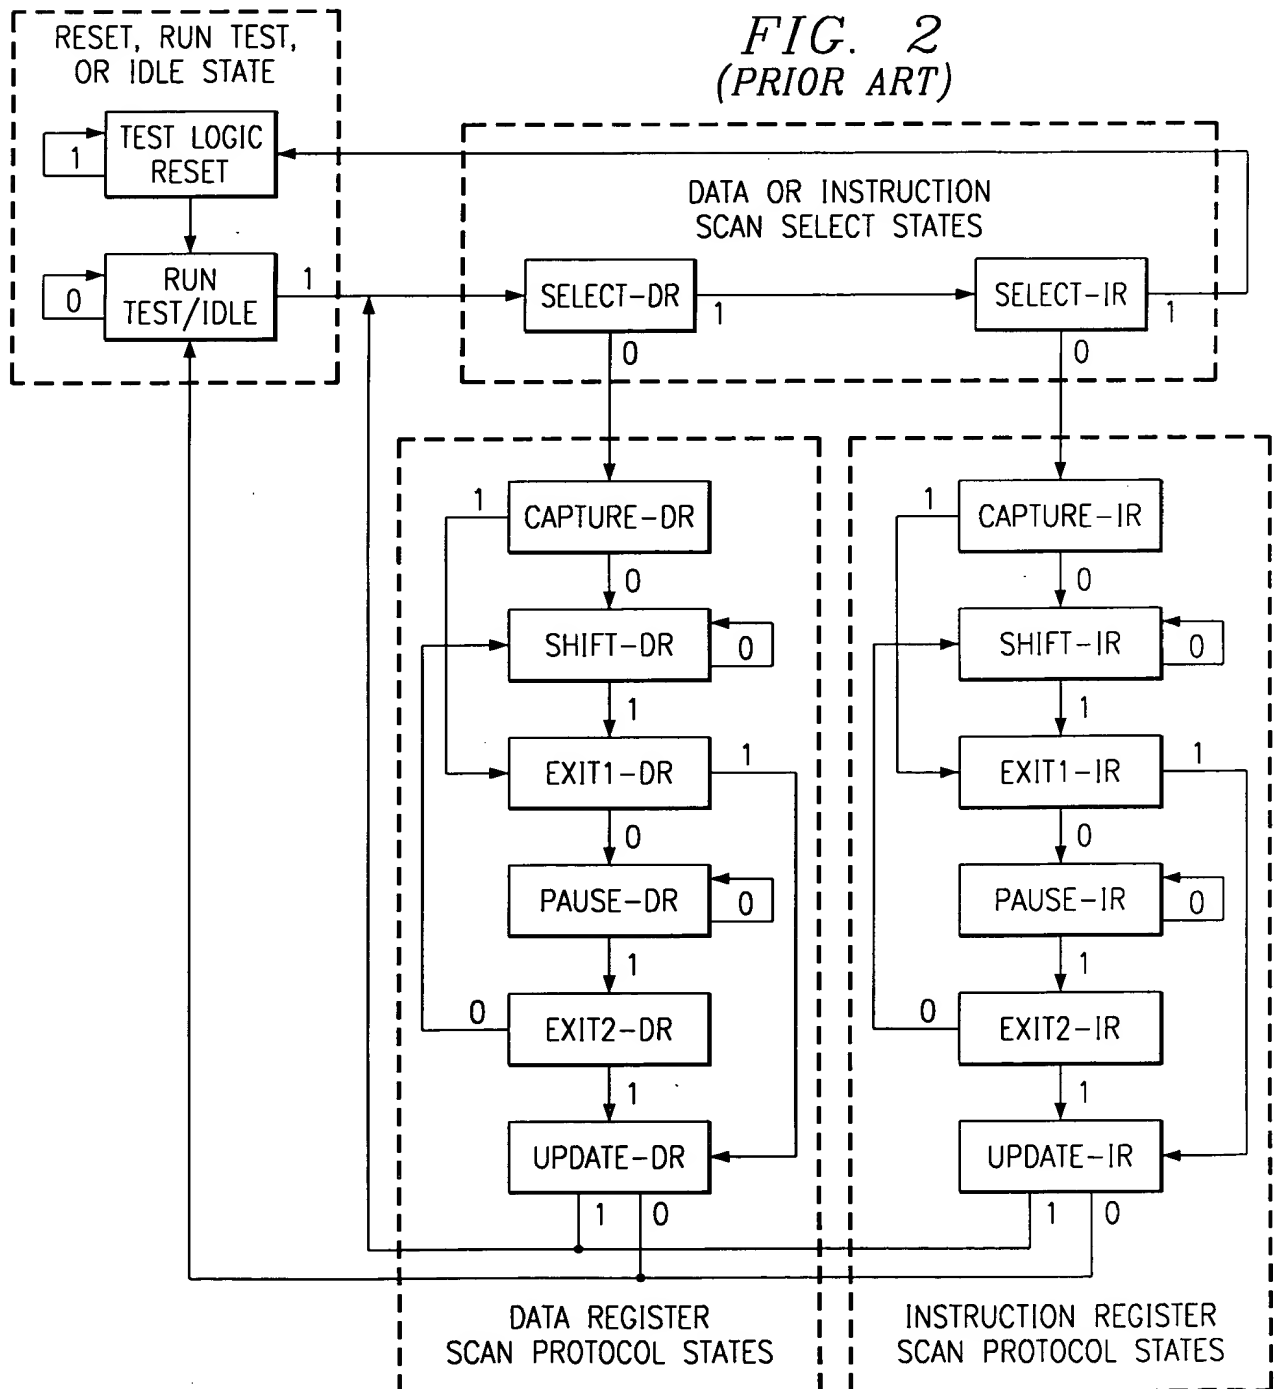 FIG. 2
(PRIOR ART)
RESET, RUN TEST,
OR IDLE STATE
TEST LOGIC
RESET
1
RUN
TEST/IDLE
0
1
DATA OR INSTRUCTION
SCAN SELECT STATES
SELECT-DR
1
0
SELECT-IR
1
0
CAPTURE-DR
1
0
SHIFT-DR
0
1
EXIT1-DR
1
0
PAUSE-DR
0
1
EXIT2-DR
0
1
UPDATE-DR
1
0
DATA REGISTER
SCAN PROTOCOL STATES
CAPTURE-IR
1
0
SHIFT-IR
0
1
EXIT1-IR
1
0
PAUSE-IR
0
1
EXIT2-IR
0
1
UPDATE-IR
1
0
INSTRUCTION REGISTER
SCAN PROTOCOL STATES